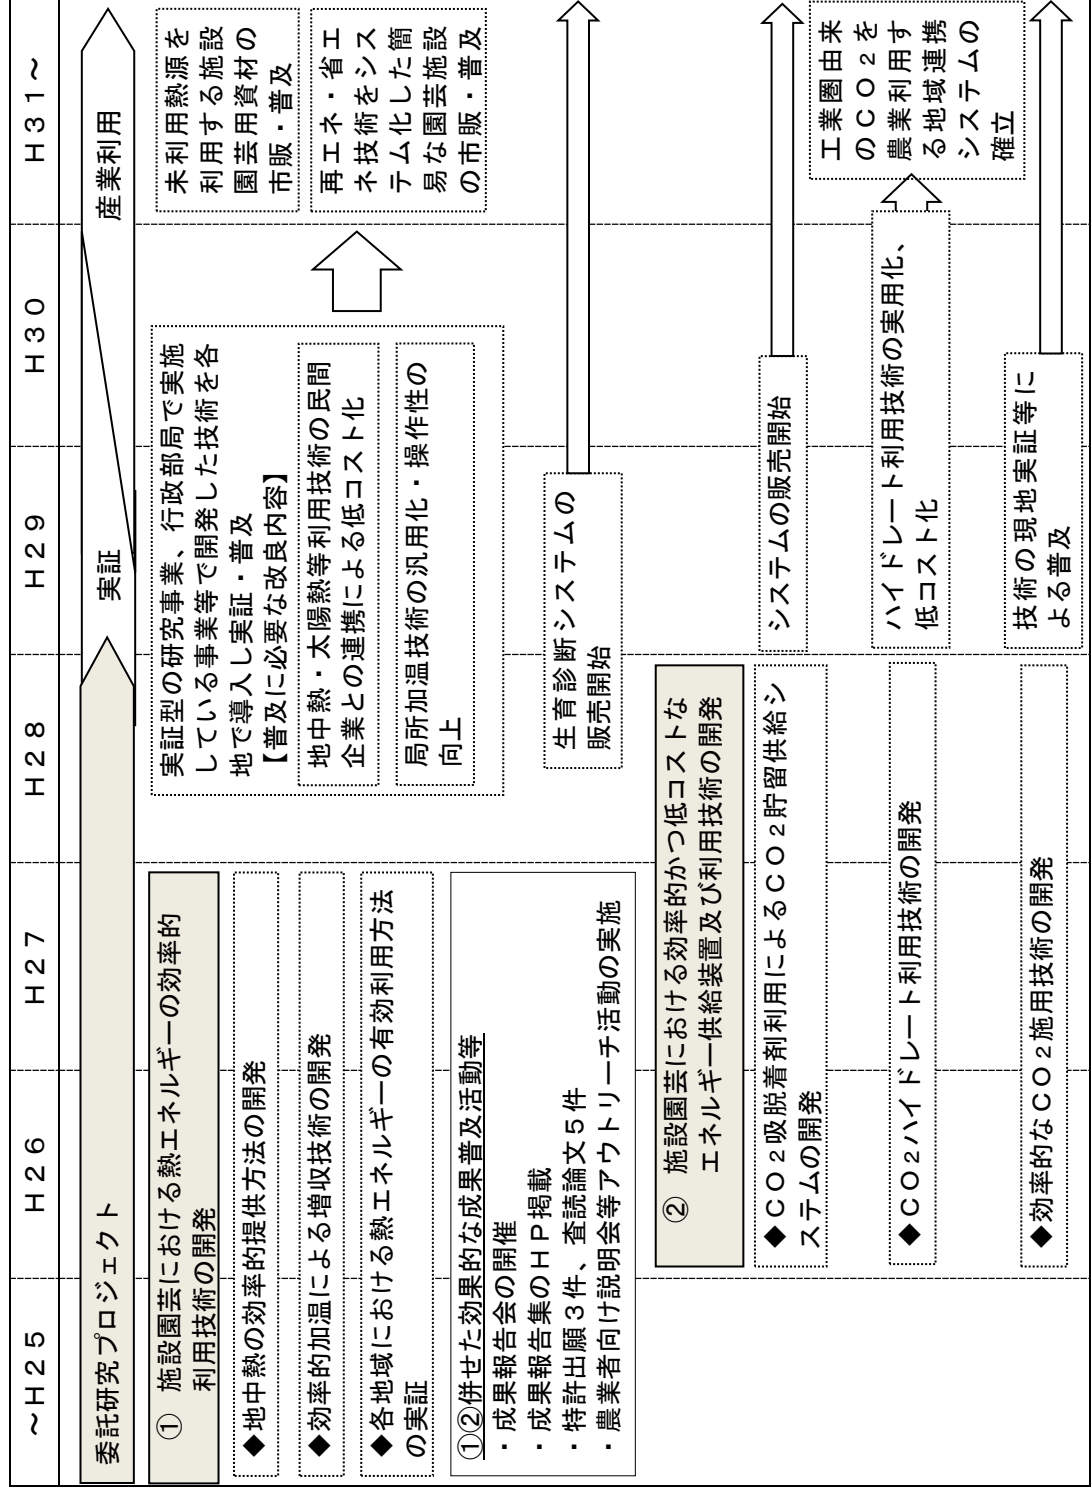 ~H25
H26
H27
H28
H29
H30
H31~
委託研究プロジェクト
実証
産業利用
① 施設園芸における熱エネルギーの効率的
利用技術の開発
◆地中熱の効率的提供方法の開発
◆効率的加温による増収技術の開発
◆各地域における熱エネルギーの有効利用方法
の実証
①②併せた効果的な成果普及活動等
・成果報告会の開催
・成果報告集のHP掲載
・特許出願3件、査読論文5件
・農業者向け説明会等アウトリーチ活動の実施
実証型の研究事業、行政部局で実施
している事業等で開発した技術を各
地で導入し実証・普及
【普及に必要な改良内容】
地中熱・太陽熱等利用技術の民間
企業との連携による低コスト化
局所加温技術の汎用化・操作性の
向上
未利用熱源を
利用する施設
園芸用資材の
市販・普及
再エネ・省エ
ネ技術をシス
テム化した簡
易な園芸施設
の市販・普及
生育診断システムの
販売開始
② 施設園芸における効率的かつ低コストな
エネルギー供給装置及び利用技術の開発
◆CO2吸脱着剤利用によるCO2貯留供給シ
ステムの開発
システムの販売開始
◆CO2ハイドレート利用技術の開発
ハイドレート利用技術の実用化、
低コスト化
工業圏由来
のCO2を
農業利用す
る地域連携
システムの
確立
◆効率的なCO2施用技術の開発
技術の現地実証等に
よる普及